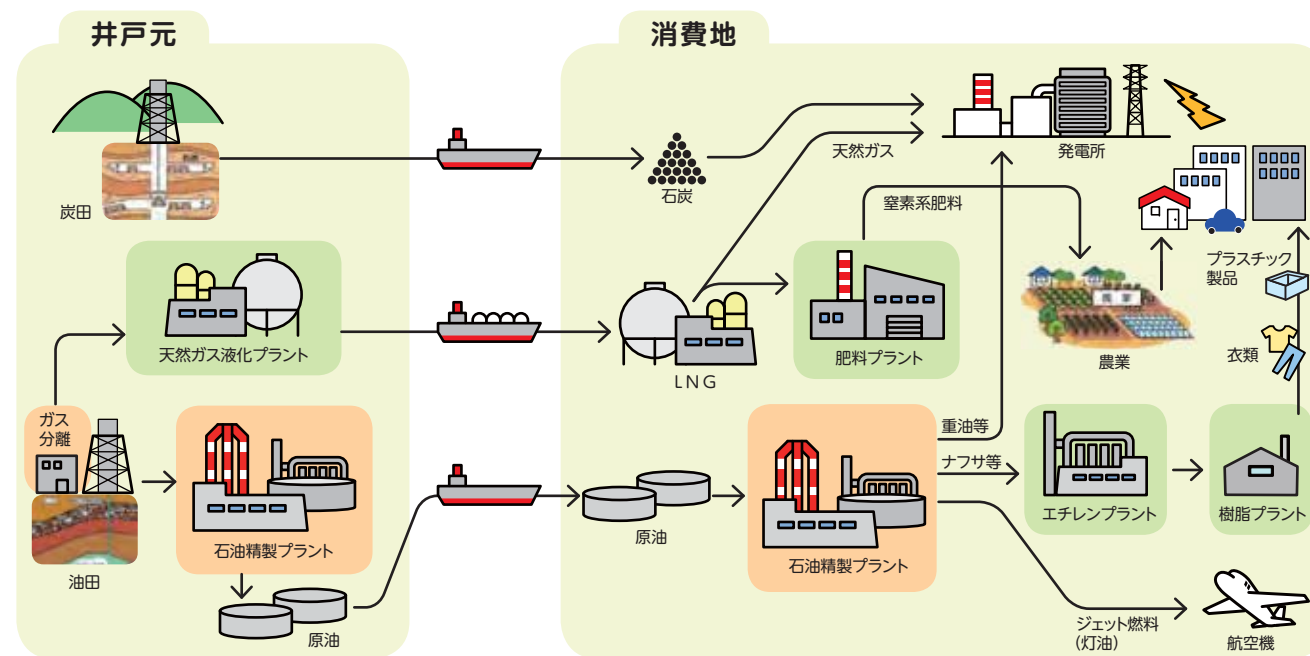 井戸元
消費地
炭田
石炭
天然ガス
発電所
窒素系肥料
プラスチック
製品
天然ガス液化プラント
LNG
肥料プラント
農業
衣類
ガス
分離
油田
石油精製プラント
原油
原油
石油精製プラント
重油等
ナフサ等
エチレンプラント
樹脂プラント
ジェット燃料
(灯油)
航空機